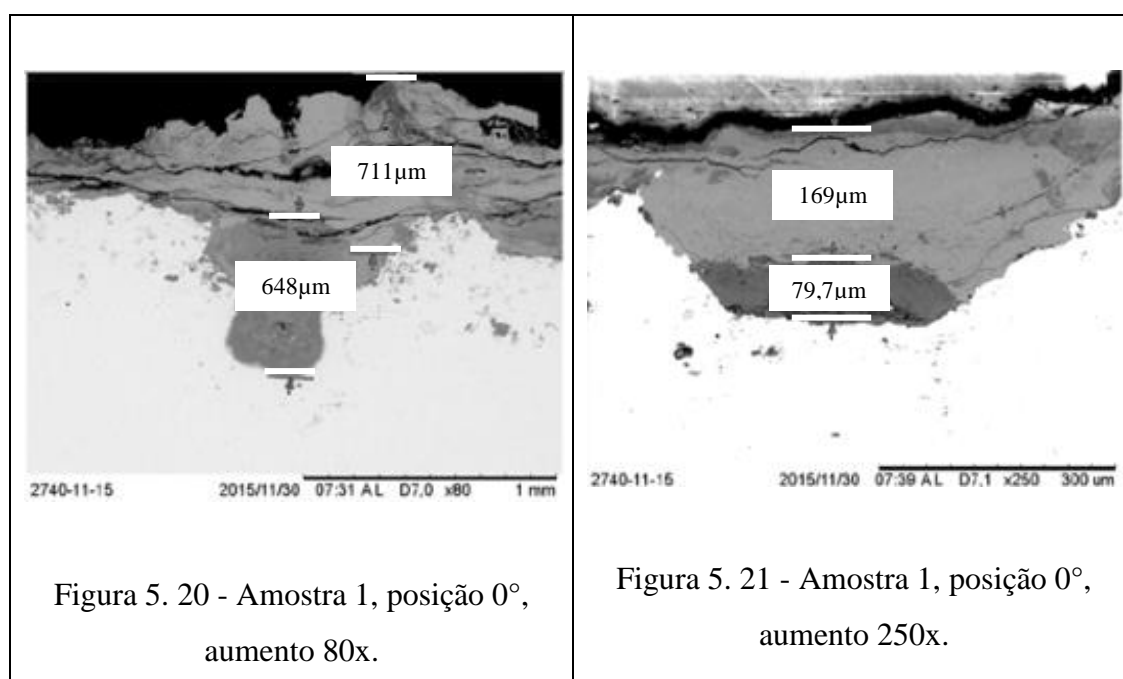 711µm
648µm
2740-11-15 2015/11/30 07:31 A L D7,0 x80 1 mm
Figura 5. 20 - Amostra 1, posição 0°,
aumento 80x.
169µm
79,7µm
2740-11-15 2015/11/30 07:39 A L D7,1 x250 300 um
Figura 5. 21 - Amostra 1, posição 0°,
aumento 250x.